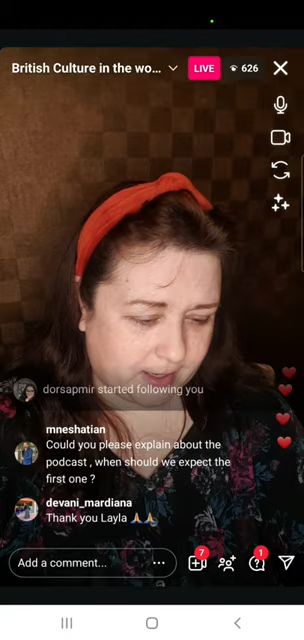 British Culture in the wo...
LIVE
626
dorsapmir started following you
mneshatian
Could you please explain about the
podcast , when should we expect the
first one ?
devani_mardiana
Thank you Layla 🙏🙏
Add a comment...
7
1